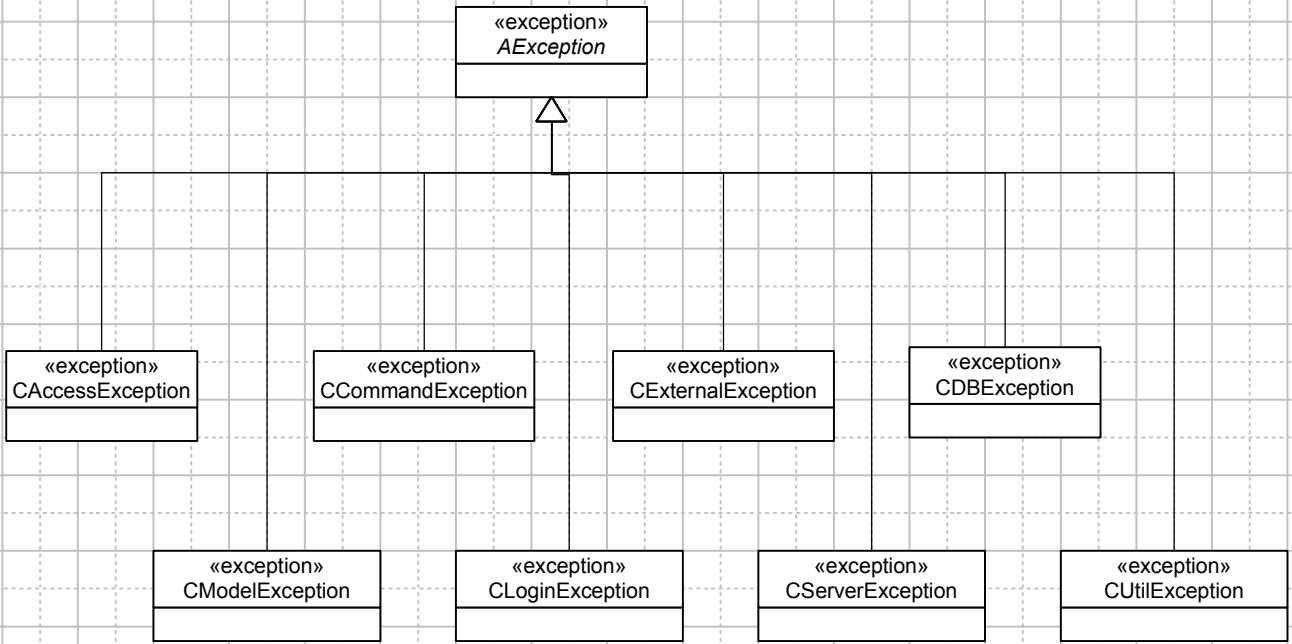 «exception»
AException
«exception»
CAccessException
«exception»
CCommandException
«exception»
CExternalException
«exception»
CDBException
«exception»
CModelException
«exception»
CLoginException
«exception»
CServerException
«exception»
CUtilException